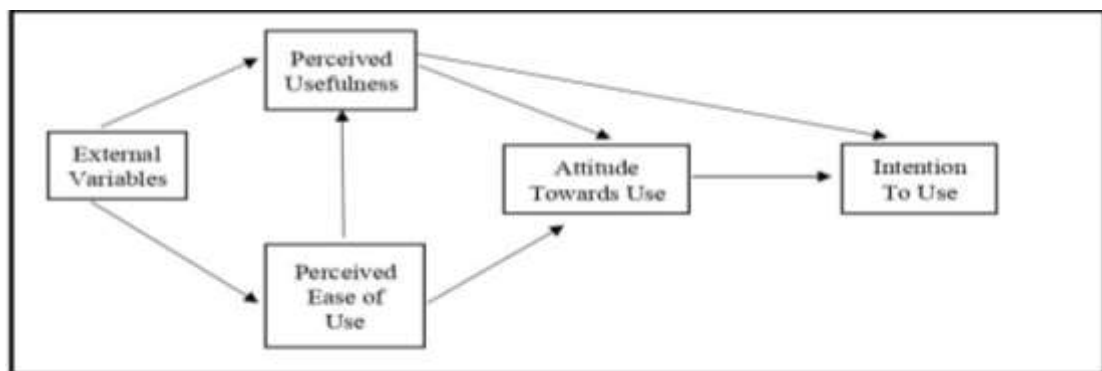 Perceived
Usefulness
External
Variables
Attitude
Towards Use
Intention
To Use
Perceived
Ease of
Use